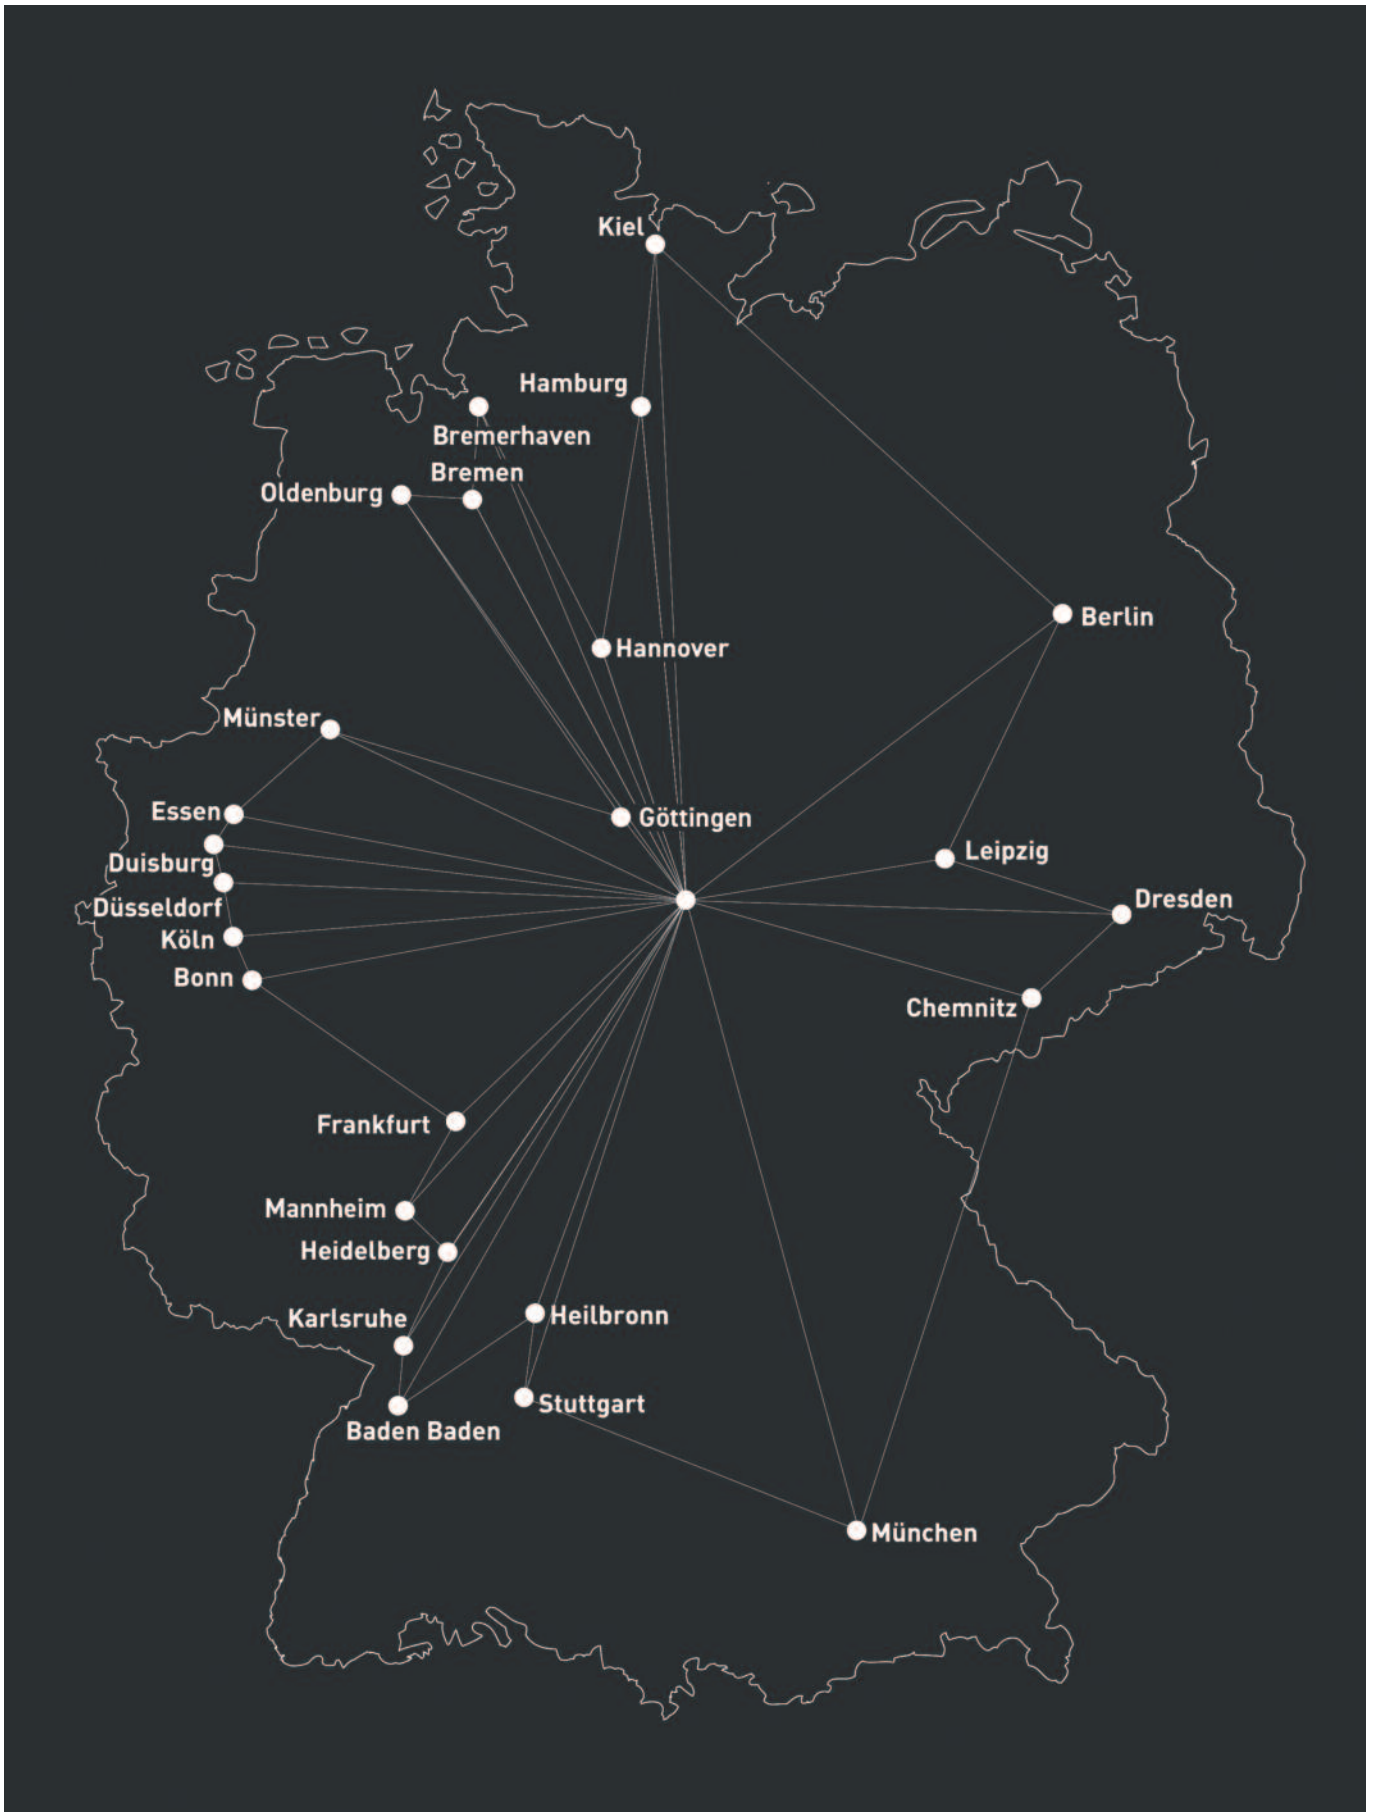 Kiel
Hamburg
Bremerhaven
Bremen
Oldenburg
Berlin
Hannover
Münster
Essen
Göttingen
Duisburg
Leipzig
Düsseldorf
Dresden
Köln
Bonn
Chemnitz
Frankfurt
Mannheim
Heidelberg
Karlsruhe
Heilbronn
Stuttgart
Baden Baden
München